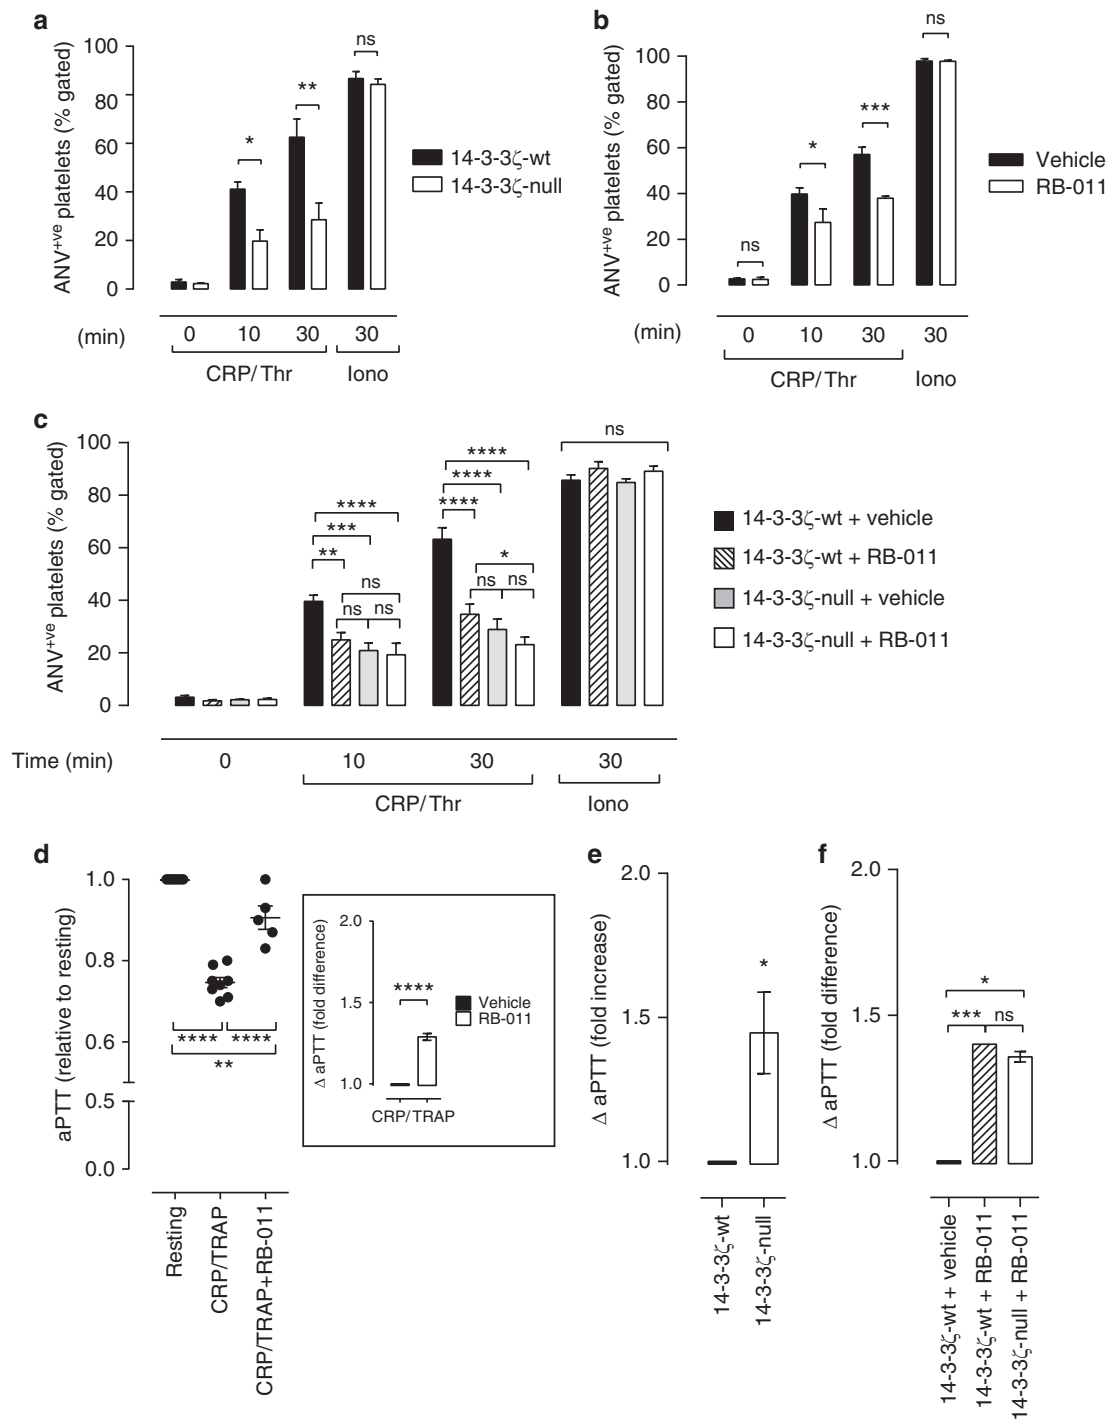 a
ANV+ve platelets (% gated)
100
80
60
40
20
0
*
**
ns
14-3-3ζ-wt
14-3-3ζ-null
(min)
0 10 30 30
CRP/Thr Iono
b
ANV+ve platelets (% gated)
100
80
60
40
20
0
ns
*
***
ns
Vehicle
RB-011
(min)
0 10 30 30
CRP/Thr Iono
c
ANV+ve platelets (% gated)
100
80
60
40
20
0
****
***
**
ns
ns ns
****
****
****
*
ns ns
ns
14-3-3ζ-wt + vehicle
14-3-3ζ-wt + RB-011
14-3-3ζ-null + vehicle
14-3-3ζ-null + RB-011
Time (min) 0 10 30 30
CRP/Thr Iono
d
aPTT (relative to resting)
1.0
0.8
0.6
0.5
0.0
**** ****
**
Resting
CRP/TRAP
CRP/TRAP+RB-011
Δ aPTT (fold difference)
2.0
1.5
1.0
****
Vehicle
RB-011
CRP/TRAP
e
Δ aPTT (fold increase)
2.0
1.5
1.0
*
14-3-3ζ-wt
14-3-3ζ-null
f
Δ aPTT (fold difference)
2.0
1.5
1.0
*
*** ns
14-3-3ζ-wt + vehicle
14-3-3ζ-wt + RB-011
14-3-3ζ-null + RB-011